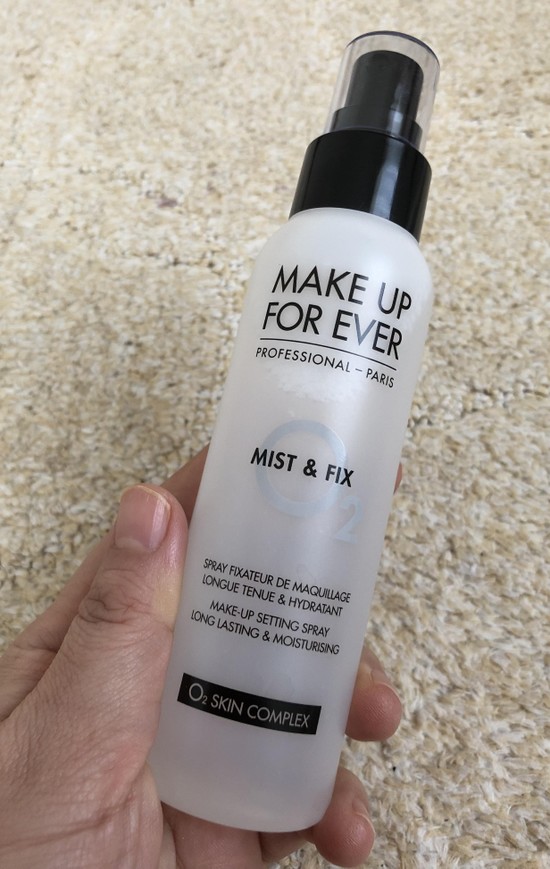 MAKE UP
FOR EVER
PROFESSIONAL – PARIS
MIST & FIX
O2
SPRAY FIXATEUR DE MAQUILLAGE
LONGUE TENUE & HYDRATANT
MAKE-UP SETTING SPRAY
LONG LASTING & MOISTURISING
O2 SKIN COMPLEX